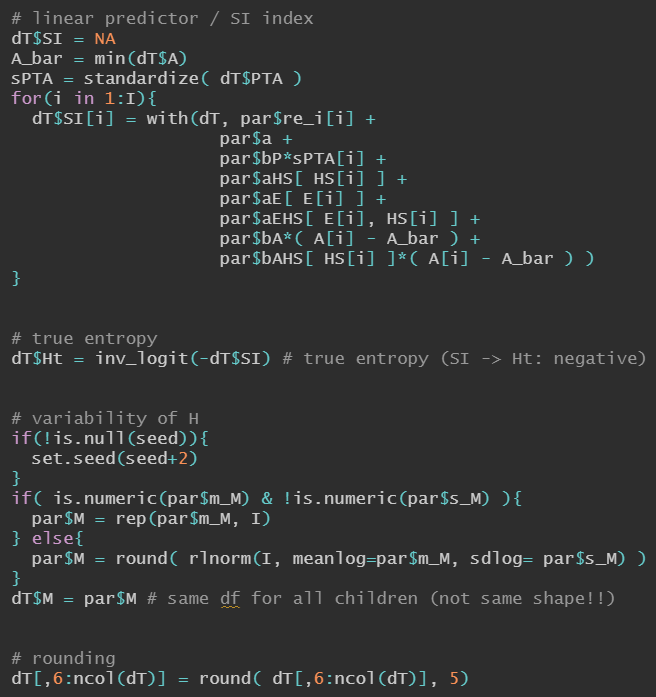 # linear predictor / SI index
dT$SI = NA
A_bar = min(dT$A)
sPTA = standardize( dT$PTA )
for(i in 1:I){
  dT$SI[i] = with(dT, par$re_i[i] +
                      par$a +
                      par$bP*sPTA[i] +
                      par$aHS[ HS[i] ] +
                      par$aE[ E[i] ] +
                      par$aEHS[ E[i], HS[i] ] +
                      par$bA*( A[i] - A_bar ) +
                      par$bAHS[ HS[i] ]*( A[i] - A_bar ) )
}
# true entropy
dT$Ht = inv_logit(-dT$SI) # true entropy (SI -> Ht: negative)
# variability of H
if(!is.null(seed)){
  set.seed(seed+2)
}
if( is.numeric(par$m_M) & !is.numeric(par$s_M) ){
  par$M = rep(par$m_M, I)
} else{
  par$M = round( rlnorm(I, meanlog=par$m_M, sdlog= par$s_M) )
}
dT$M = par$M # same df for all children (not same shape!!)
# rounding
dT[,6:ncol(dT)] = round( dT[,6:ncol(dT)], 5)